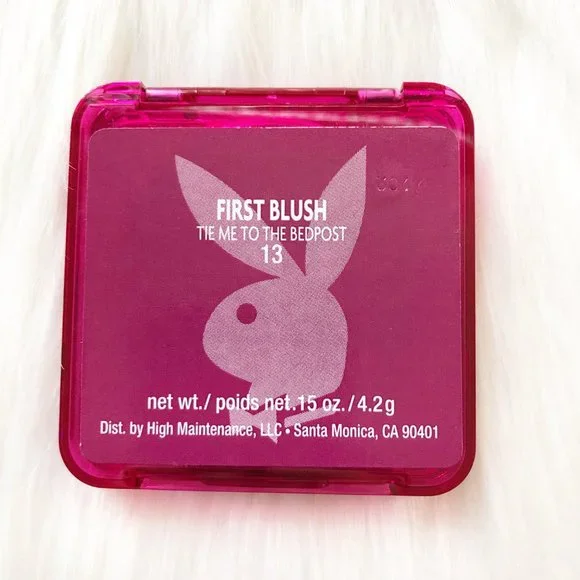 FIRST BLUSH
TIE ME TO THE BEDPOST
13
net wt./ poids net.15 oz./4.2g
Dist. by High Maintenance, LLC • Santa Monica, CA 90401